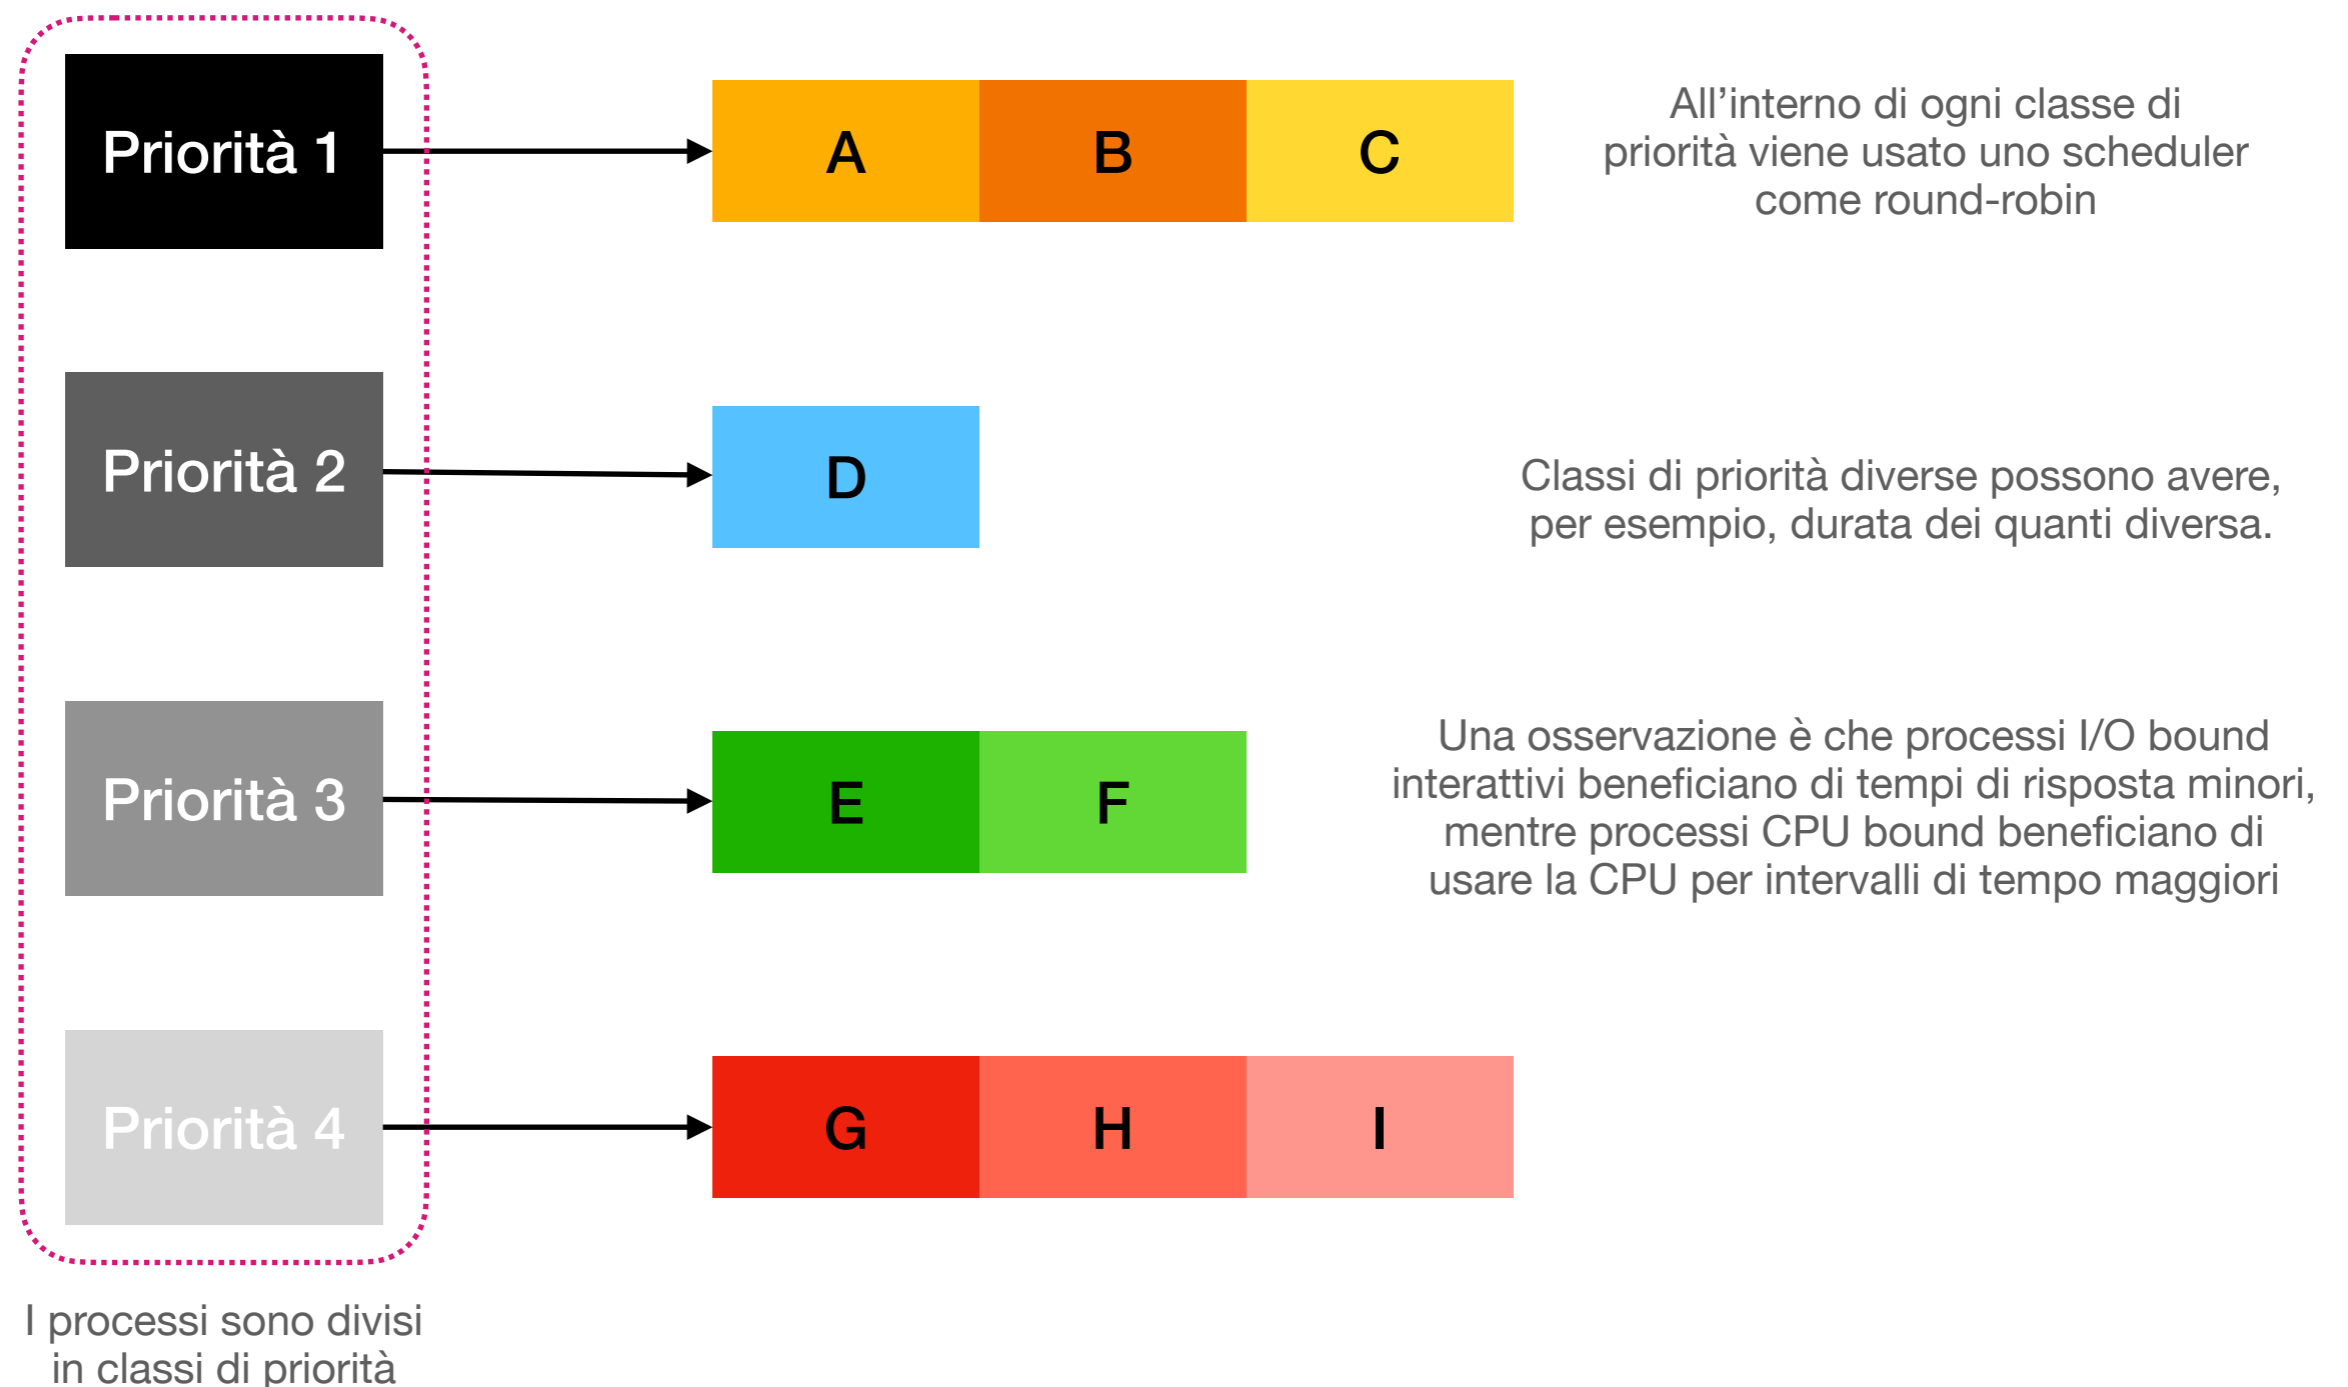 Priorità 1
A
B
C
All’interno di ogni classe di
priorità viene usato uno scheduler
come round-robin
Priorità 2
D
Classi di priorità diverse possono avere,
per esempio, durata dei quanti diversa.
Priorità 3
E
F
Una osservazione è che processi I/O bound
interattivi beneficiano di tempi di risposta minori,
mentre processi CPU bound beneficiano di
usare la CPU per intervalli di tempo maggiori
Priorità 4
G
H
I
I processi sono divisi
in classi di priorità